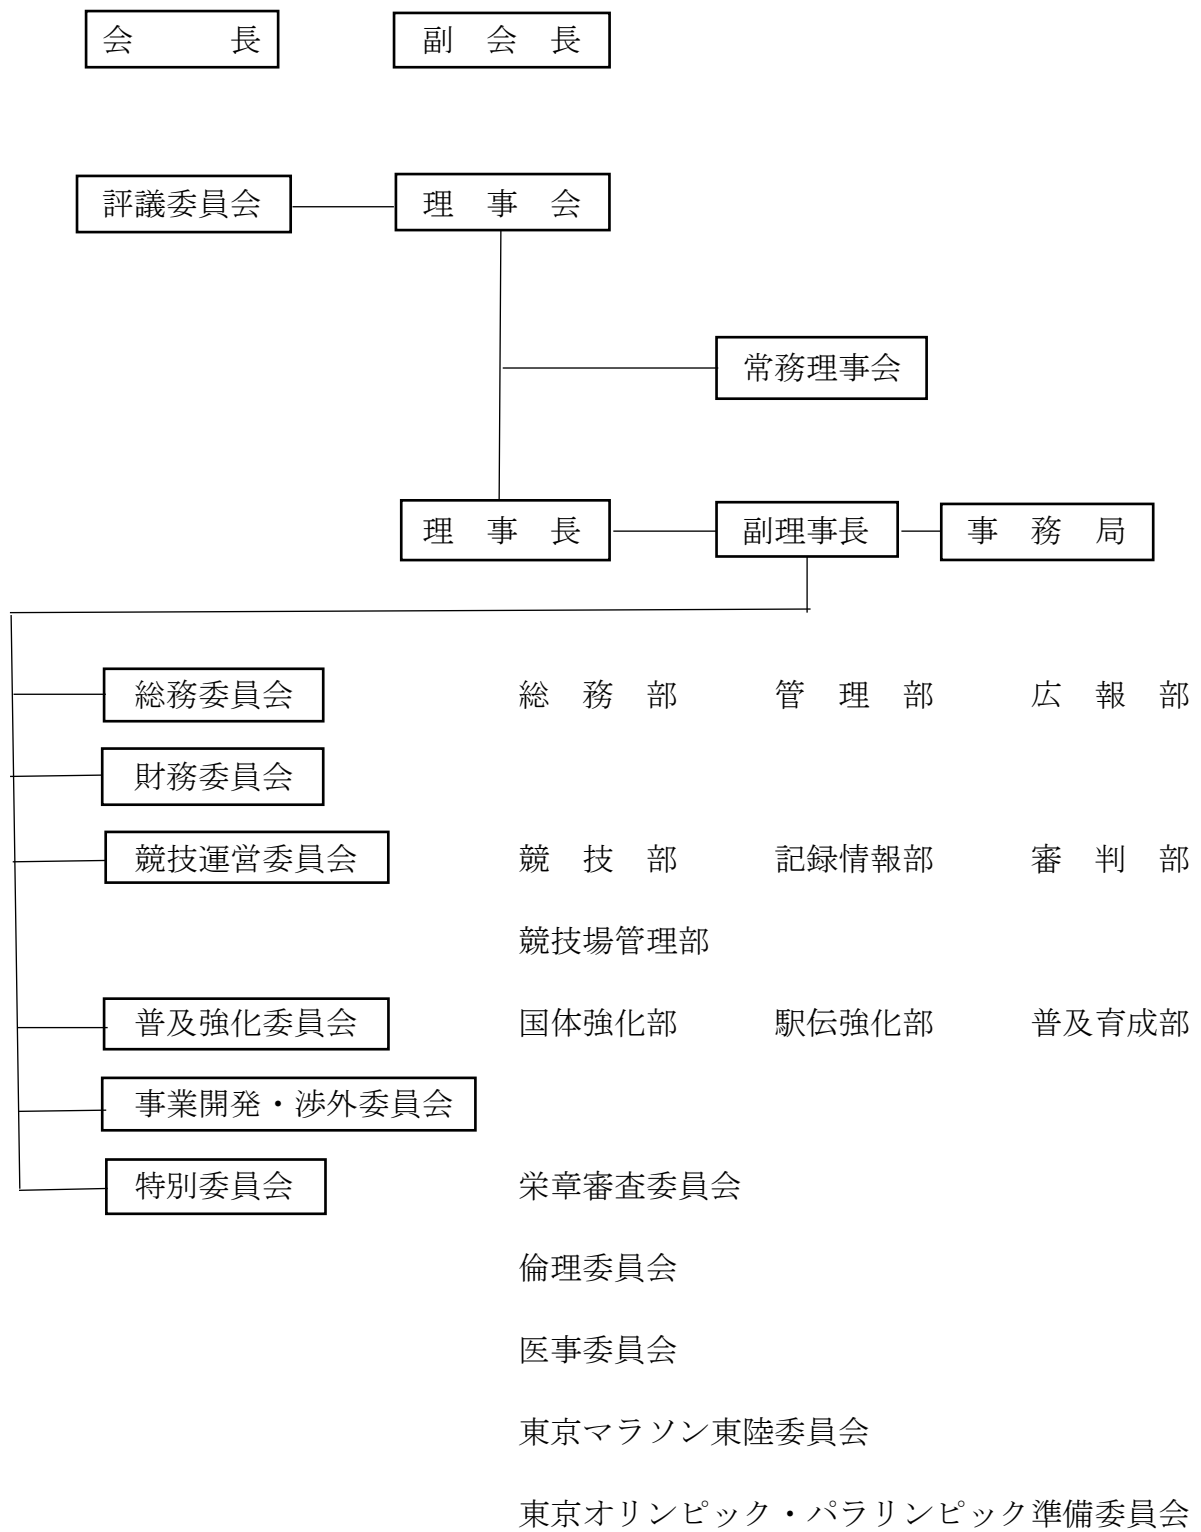 会　　　長　副　会　長
評議委員会　理　事　会
常務理事会
理　事　長　副理事長　事　務　局
総務委員会　総　務　部　管　理　部　広　報　部
財務委員会
競技運営委員会　競　技　部　記録情報部　審　判　部
競技場管理部
普及強化委員会　国体強化部　駅伝強化部　普及育成部
事業開発・渉外委員会
特別委員会　栄章審査委員会
倫理委員会
医事委員会
東京マラソン東陸委員会
東京オリンピック・パラリンピック準備委員会